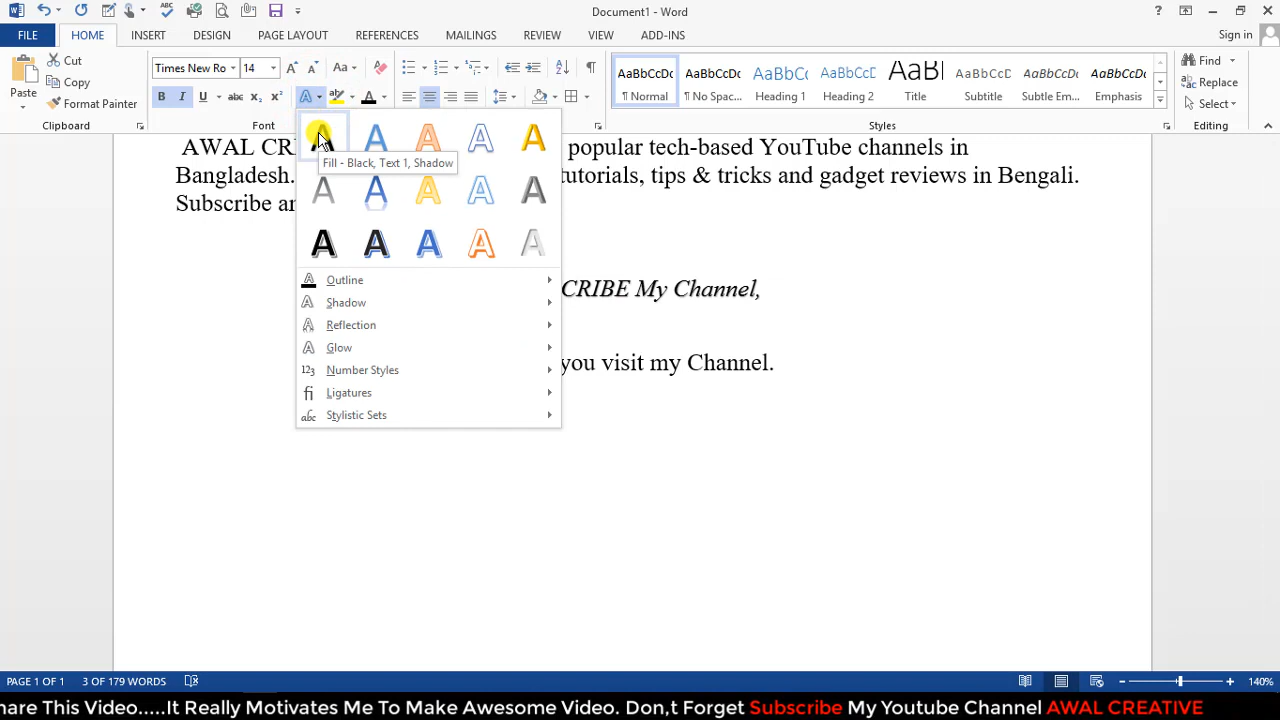 Document1 - Word
Sign in
FILE HOME INSERT DESIGN PAGE LAYOUT REFERENCES MAILINGS REVIEW VIEW ADD-INS
Cut
Copy
Format Painter
Paste
Clipboard
Times New Ro 14
Font
AaBbCcDc AaBbCcDc AaBbCc AaBbCcD AaBl AaBbCcD AaBbCcDt AaBbCcDt
¶ Normal ¶ No Spac... Heading 1 Heading 2 Title Subtitle Subtle Em... Emphasis
Styles
Find
Replace
Select
Editing
AWAL CR popular tech-based YouTube channels in
Bangladesh. tutorials, tips & tricks and gadget reviews in Bengali.
Subscribe an
Fill - Black, Text 1, Shadow
Outline
Shadow
Reflection
Glow
Number Styles
Ligatures
Stylistic Sets
CRIBE My Channel,
you visit my Channel.
PAGE 1 OF 1 3 OF 179 WORDS 140%
hare This Video.....It Really Motivates Me To Make Awesome Video. Don,t Forget Subscribe My Youtube Channel AWAL CREATIVE